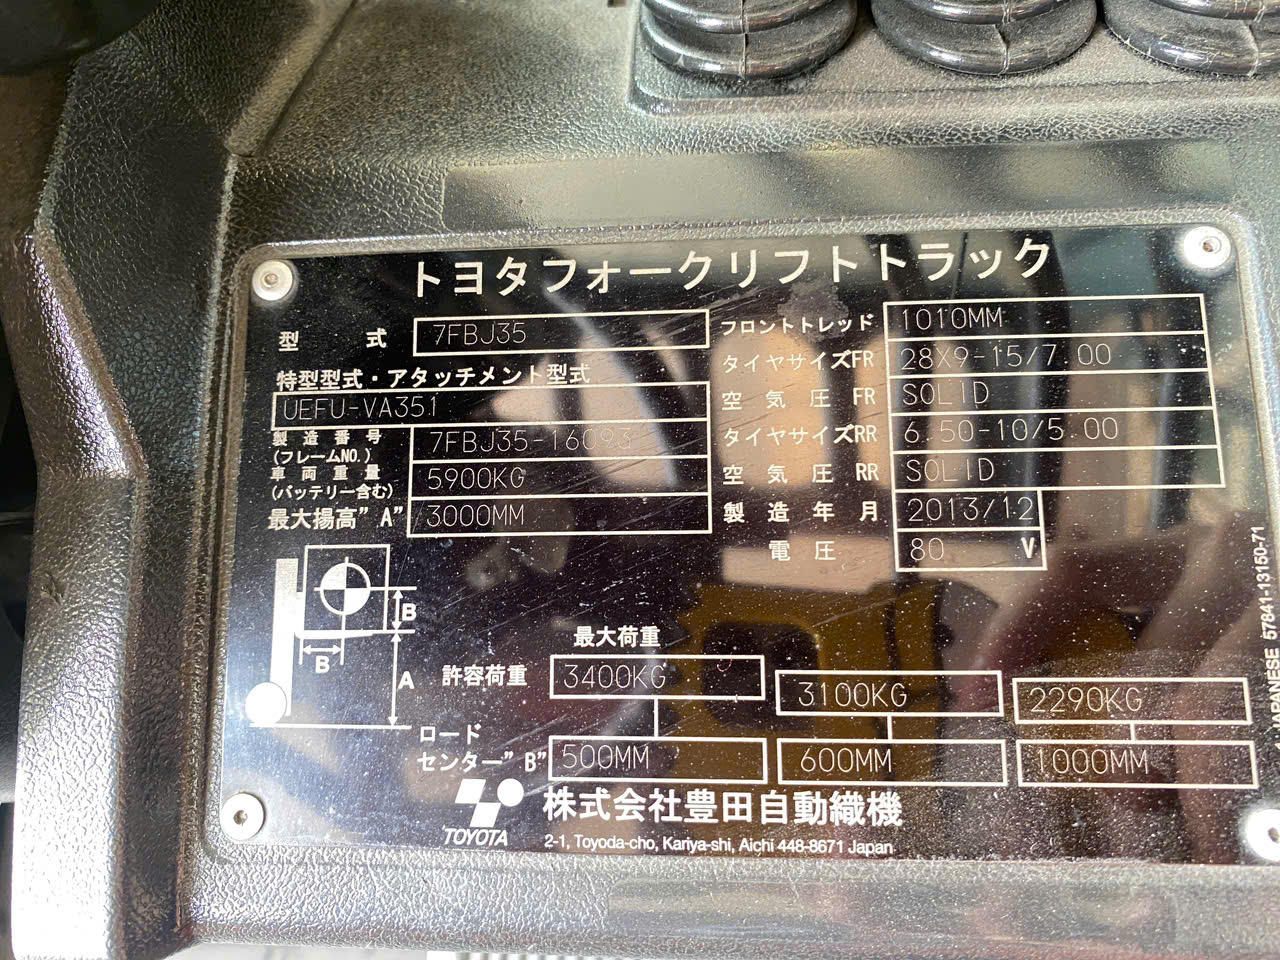 トヨタフォークリフトトラック
型式 7FBJ35
特型型式・アタッチメント型式
UEFU-VA351
製造番号 (フレームNO.) 7FBJ35-16093
車両重量 (バッテリー含む) 5900KG
最大揚高"A" 3000MM
フロントトレッド 1010MM
タイヤサイズFR 28X9-15/7.00
空気圧 FR SOLID
タイヤサイズRR 6.50-10/5.00
空気圧 RR SOLID
製造年月 2013/12
電圧 80 V
B
B
A
最大荷重
許容荷重 3400KG 3100KG 2290KG
ロードセンター"B" 500MM 600MM 1000MM
TOYOTA 株式会社豊田自動織機
2-1, Toyoda-cho, Kariya-shi, Aichi 448-8671 Japan
JAPANESE 57841-13150-71